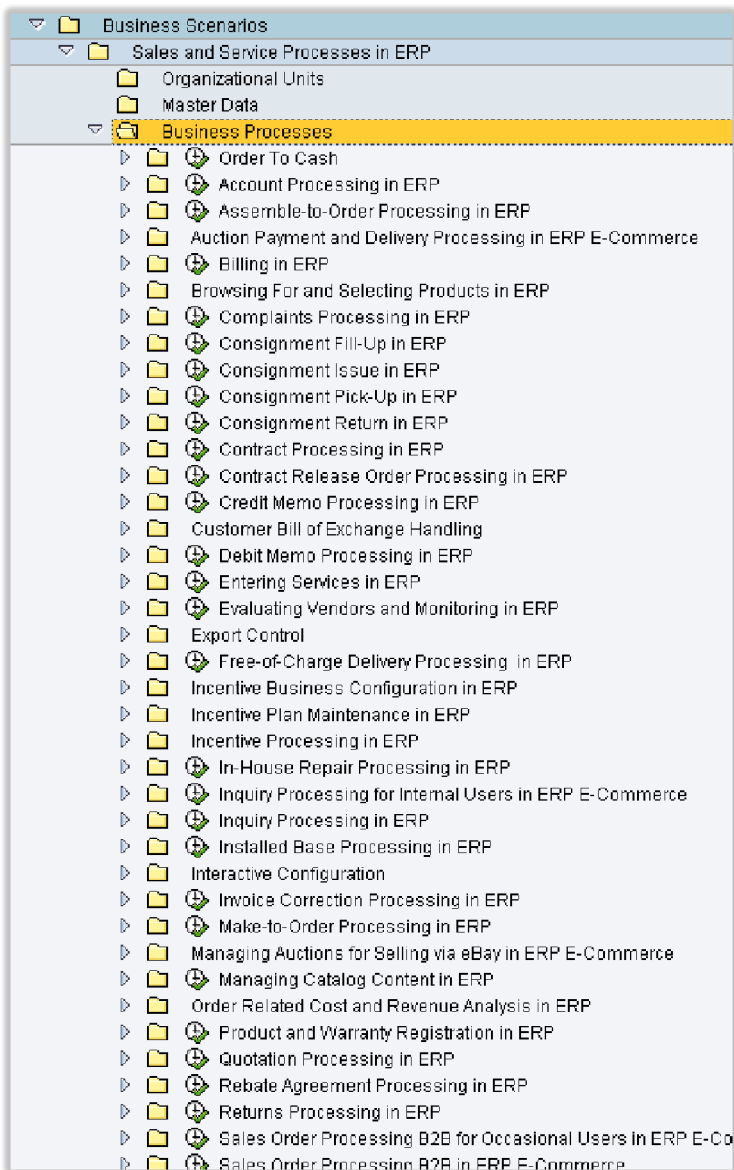 Business Scenarios
Sales and Service Processes in ERP
Organizational Units
Master Data
Business Processes
Order To Cash
Account Processing in ERP
Assemble-to-Order Processing in ERP
Auction Payment and Delivery Processing in ERP E-Commerce
Billing in ERP
Browsing For and Selecting Products in ERP
Complaints Processing in ERP
Consignment Fill-Up in ERP
Consignment Issue in ERP
Consignment Pick-Up in ERP
Consignment Return in ERP
Contract Processing in ERP
Contract Release Order Processing in ERP
Credit Memo Processing in ERP
Customer Bill of Exchange Handling
Debit Memo Processing in ERP
Entering Services in ERP
Evaluating Vendors and Monitoring in ERP
Export Control
Free-of-Charge Delivery Processing in ERP
Incentive Business Configuration in ERP
Incentive Plan Maintenance in ERP
Incentive Processing in ERP
In-House Repair Processing in ERP
Inquiry Processing for Internal Users in ERP E-Commerce
Inquiry Processing in ERP
Installed Base Processing in ERP
Interactive Configuration
Invoice Correction Processing in ERP
Make-to-Order Processing in ERP
Managing Auctions for Selling via eBay in ERP E-Commerce
Managing Catalog Content in ERP
Order Related Cost and Revenue Analysis in ERP
Product and Warranty Registration in ERP
Quotation Processing in ERP
Rebate Agreement Processing in ERP
Returns Processing in ERP
Sales Order Processing B2B for Occasional Users in ERP E-Co
Sales Order Processing B2B in ERP E-Commerce